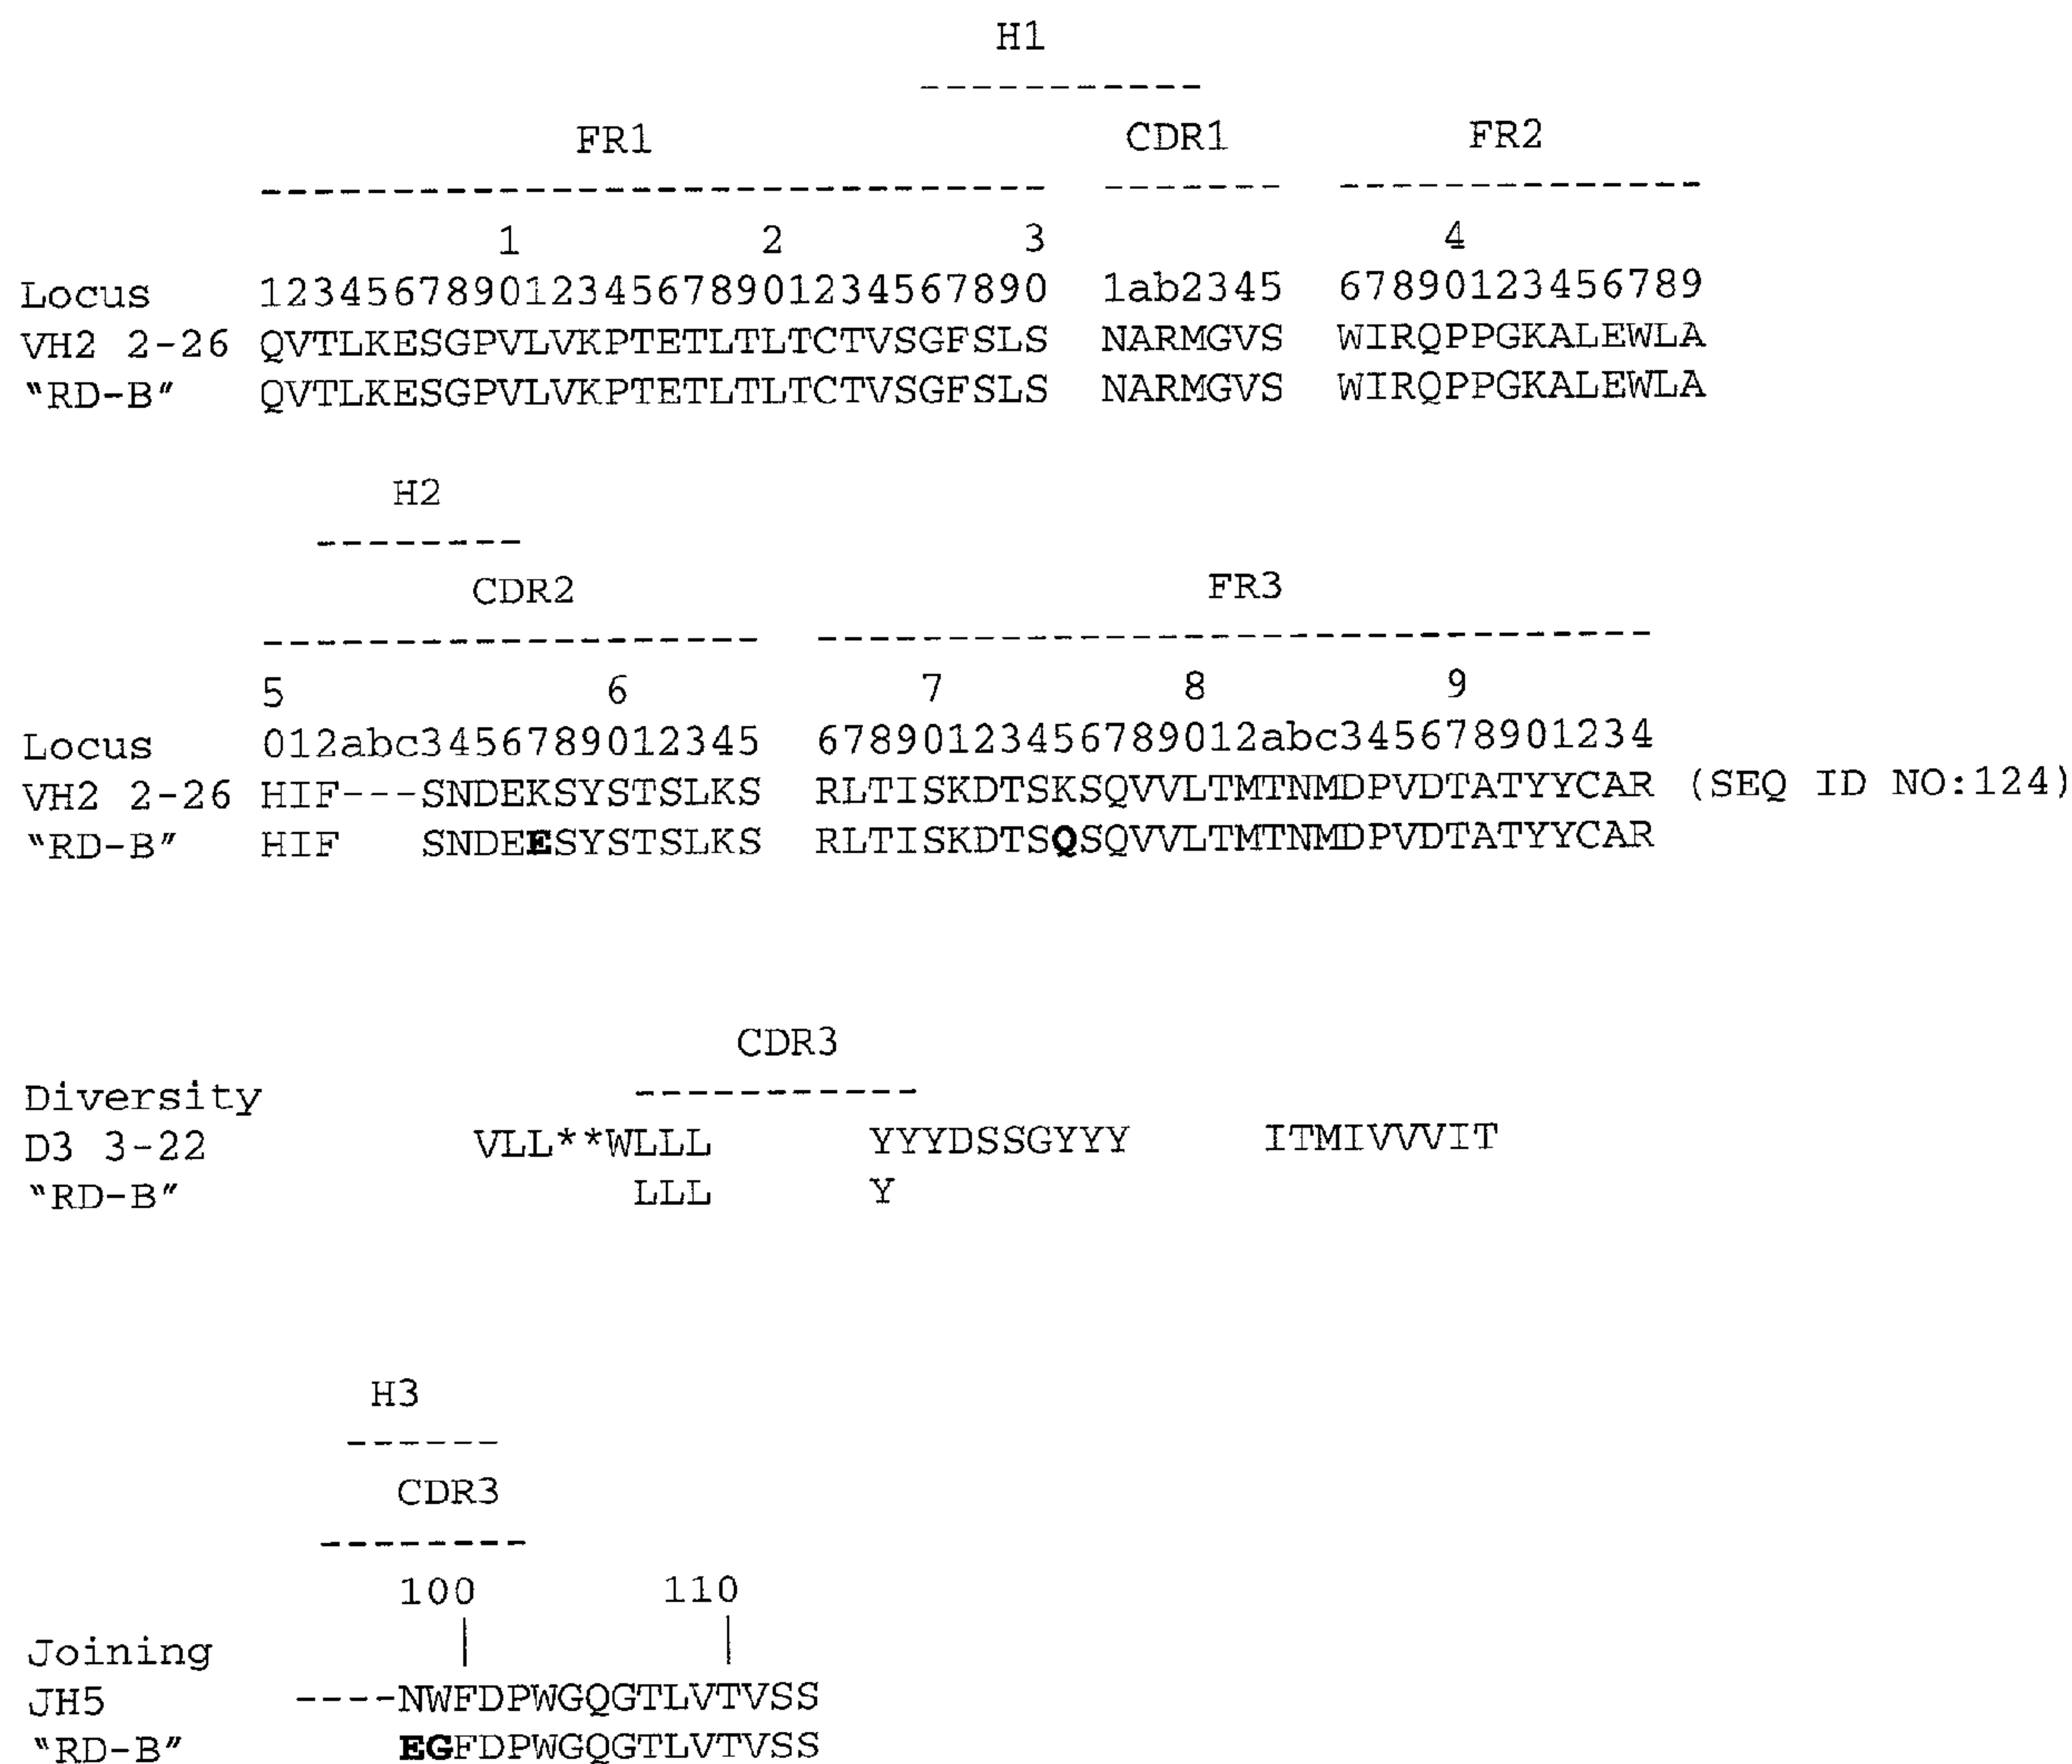 H1
-----------
FR1 CDR1 FR2
------------------------------ ------- --------------
1 2 3 4
Locus 123456789012345678901234567890 1ab2345 67890123456789
VH2 2-26 QVTLKESGPVLVKPTETLTLTCTVSGFSLS NARMGVS WIRQPPGKALEWLA
"RD-B" QVTLKESGPVLVKPTETLTLTCTVSGFSLS NARMGVS WIRQPPGKALEWLA
H2
--------
CDR2 FR3
------------------- --------------------------------
5 6 7 8 9
Locus 012abc3456789012345 67890123456789012abc345678901234
VH2 2-26 HIF---SNDEKSYSTSLKS RLTISKDTSKSQVVLTMTNMDPVDTATYYCAR (SEQ ID NO:124)
"RD-B" HIF SNDEESYSTSLKS RLTISKDTSQSQVVLTMTNMDPVDTATYYCAR
CDR3
Diversity -----------
D3 3-22 VLL**WLLL YYYDSSGYYY ITMIVVVIT
"RD-B" LLL Y
H3
------
CDR3
--------
100 110
Joining | |
JH5 ----NWFDPWGQGTLVTVSS
"RD-B" EGFDPWGQGTLVTVSS